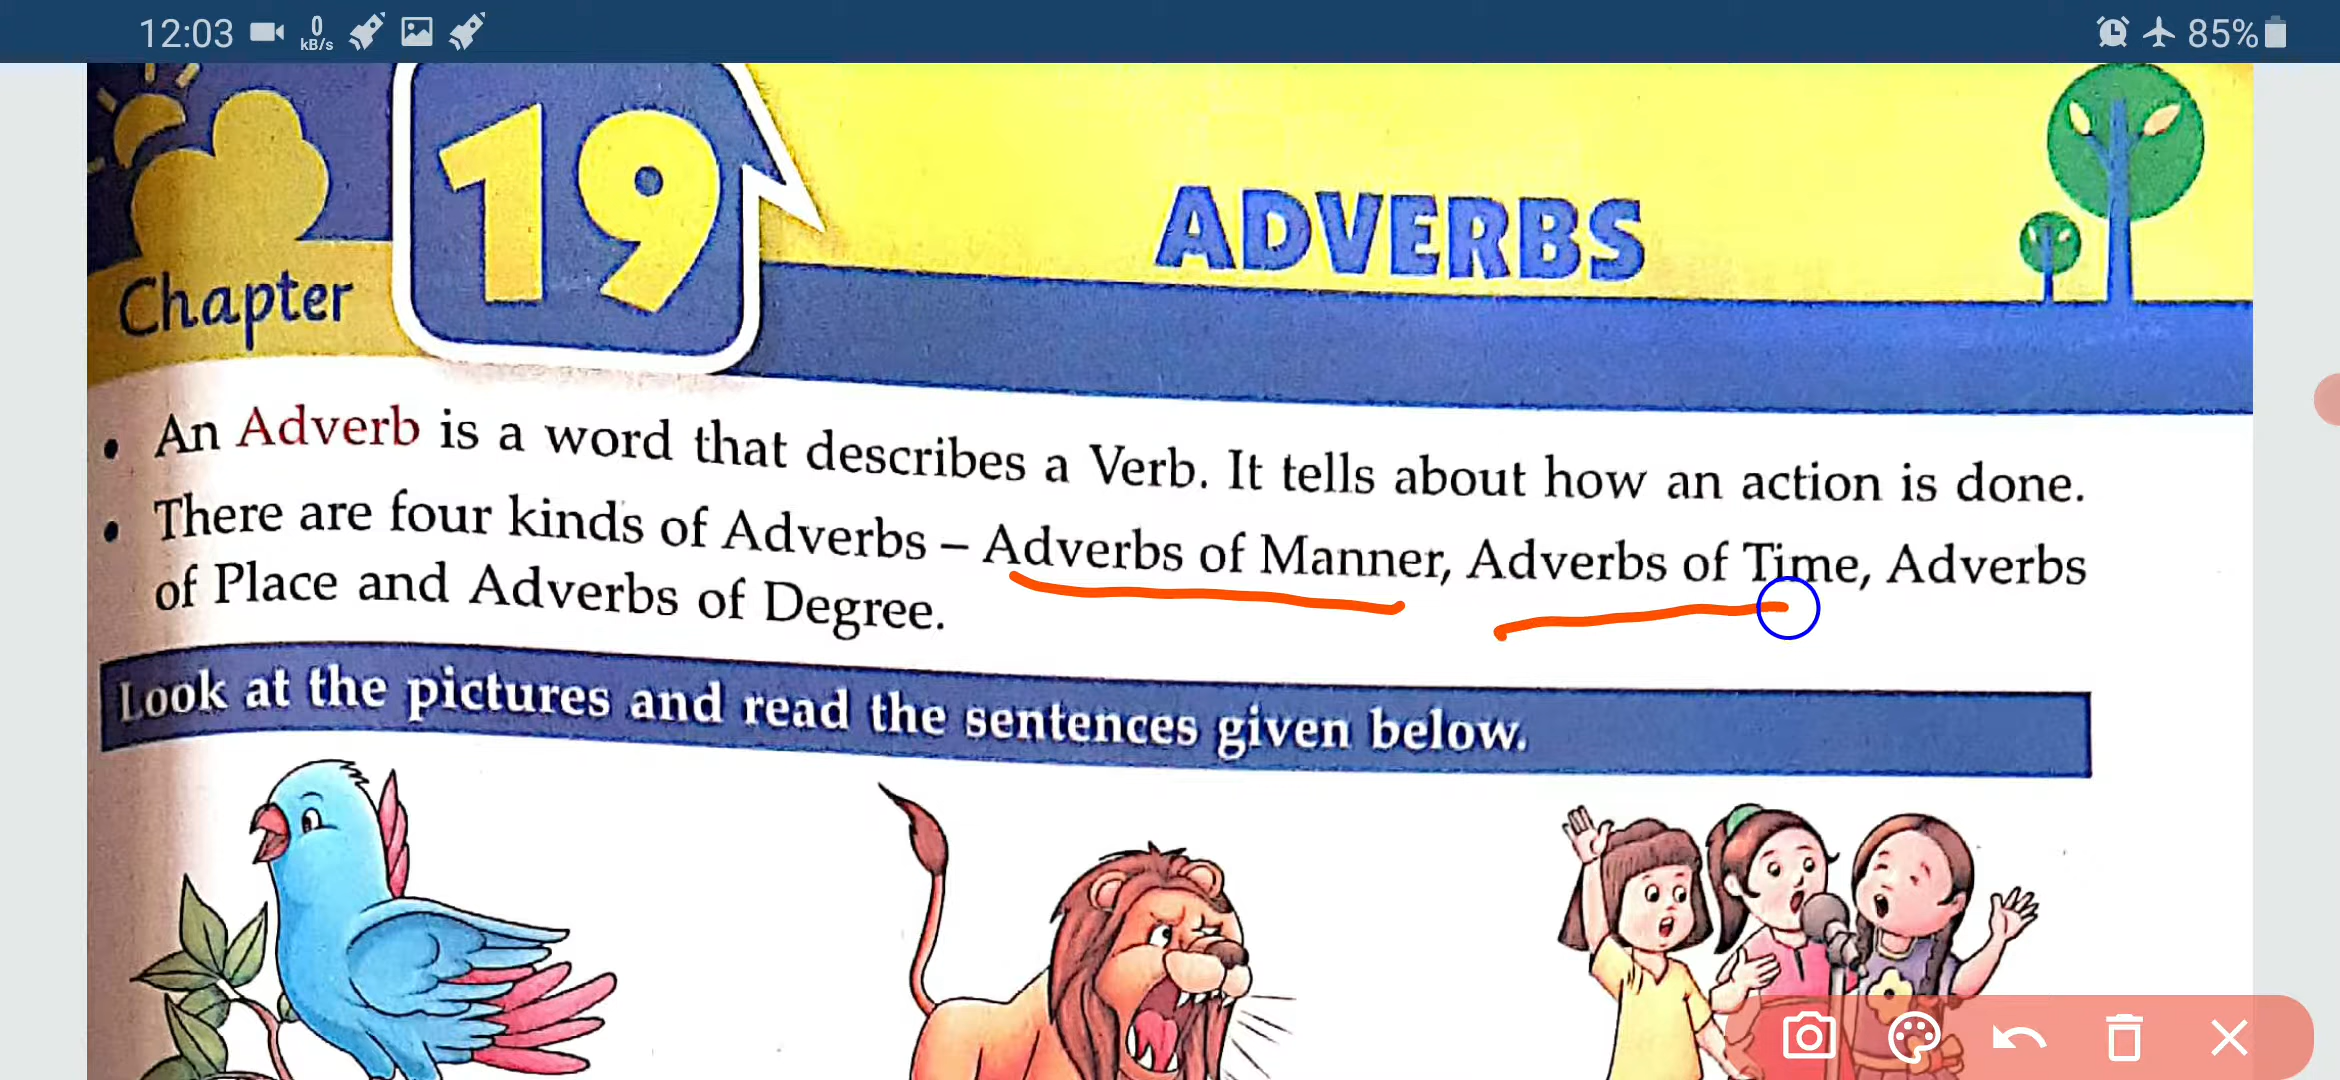 12:03 0 kB/s 85%
Chapter 19 ADVERBS
• An Adverb is a word that describes a Verb. It tells about how an action is done.
• There are four kinds of Adverbs – Adverbs of Manner, Adverbs of Time, Adverbs
of Place and Adverbs of Degree.
Look at the pictures and read the sentences given below.